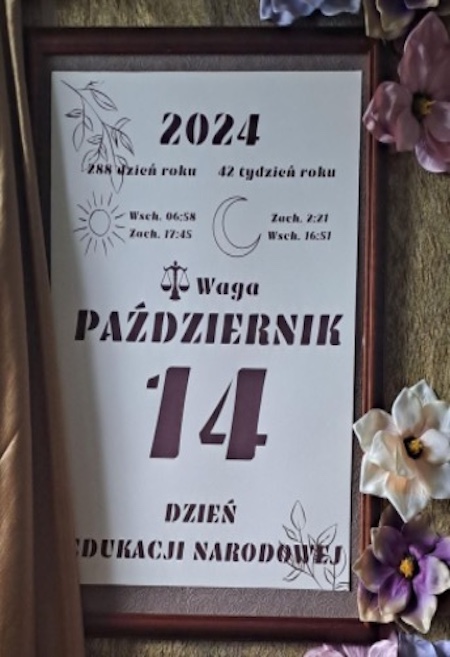 2024
288 dzień roku 42 tydzień roku
Wsch. 06:58 Zach. 2:21
Zach. 17:45 Wsch. 16:51
Waga
PAŹDZIERNIK
14
DZIEŃ
EDUKACJI NARODOWEJ